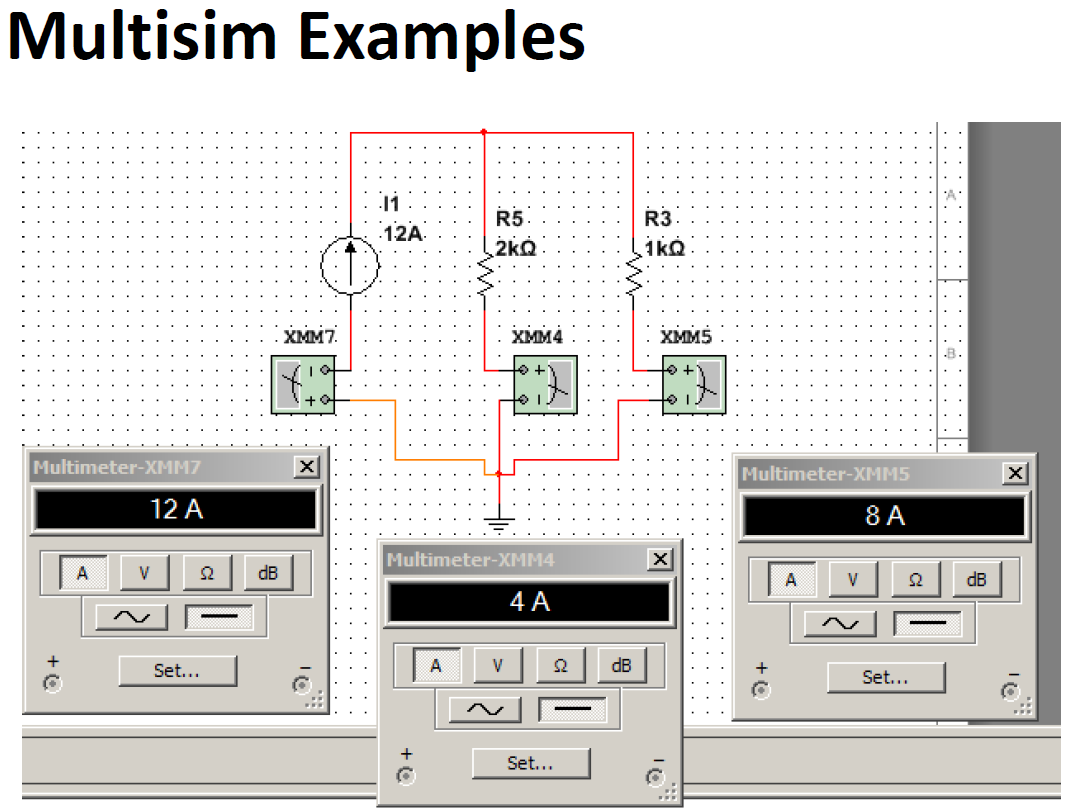 Multisim Examples
A
I1
12A
R5
2kΩ
R3
1kΩ
XMM7
XMM4
XMM5
B
Multimeter-XMM7
12 A
A V Ω dB
+ Set... –
Multimeter-XMM4
4 A
A V Ω dB
+ Set... –
Multimeter-XMM5
8 A
A V Ω dB
+ Set... –